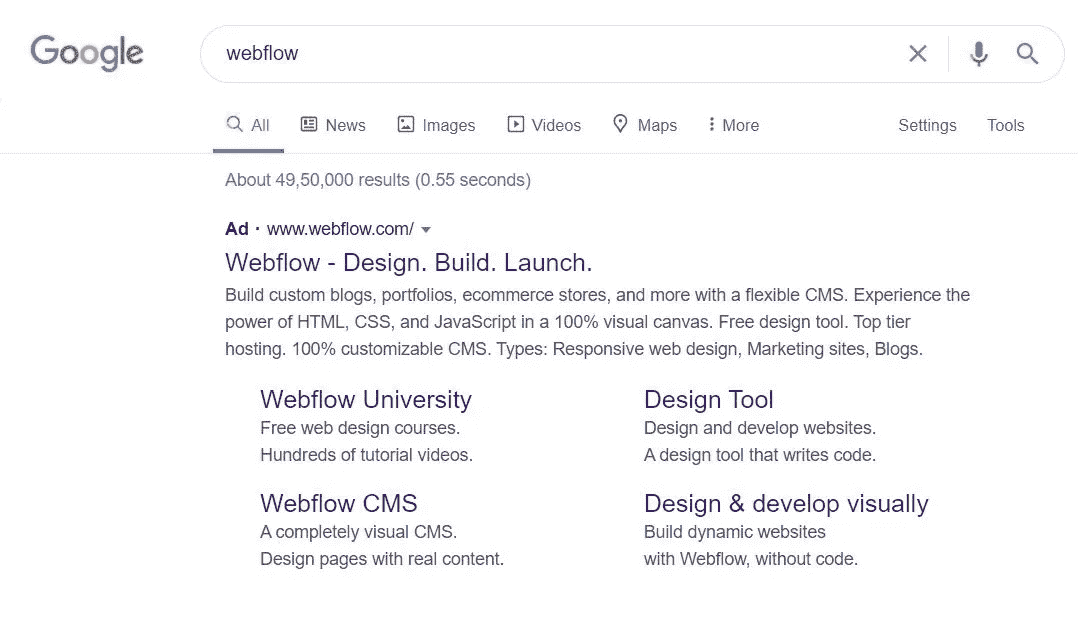 Google
webflow
All News Images Videos Maps More Settings Tools
About 49,50,000 results (0.55 seconds)
Ad · www.webflow.com/
Webflow - Design. Build. Launch.
Build custom blogs, portfolios, ecommerce stores, and more with a flexible CMS. Experience the
power of HTML, CSS, and JavaScript in a 100% visual canvas. Free design tool. Top tier
hosting. 100% customizable CMS. Types: Responsive web design, Marketing sites, Blogs.
Webflow University
Free web design courses.
Hundreds of tutorial videos.
Design Tool
Design and develop websites.
A design tool that writes code.
Webflow CMS
A completely visual CMS.
Design pages with real content.
Design & develop visually
Build dynamic websites
with Webflow, without code.